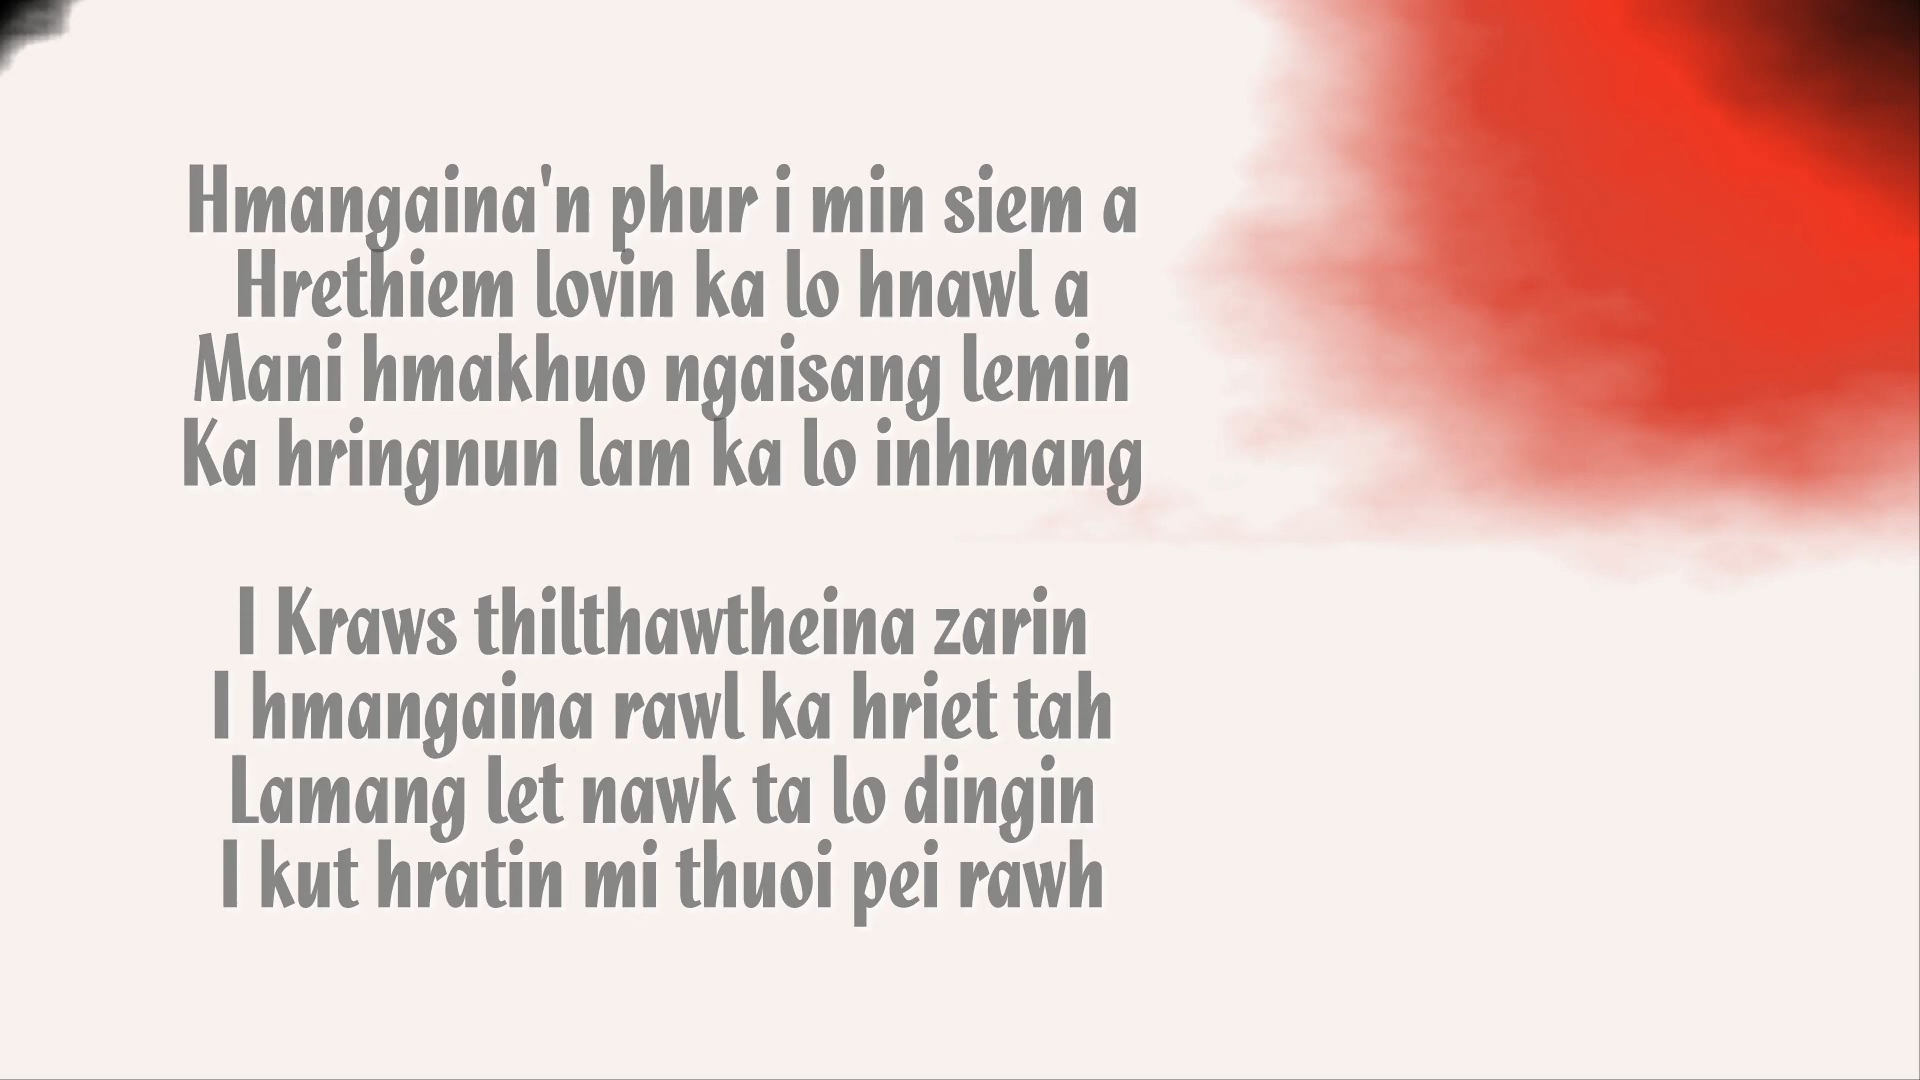 Hmangaina'n phur i min siem a
Hrethiem lovin ka lo hnawl a
Mani hmakhuo ngaisang lemin
Ka hringnun lam ka lo inhmang
I Kraws thilthawtheina zarin
I hmangaina rawl ka hriet tah
Lamang let nawk ta lo dingin
I kut hratin mi thuoi pei rawh